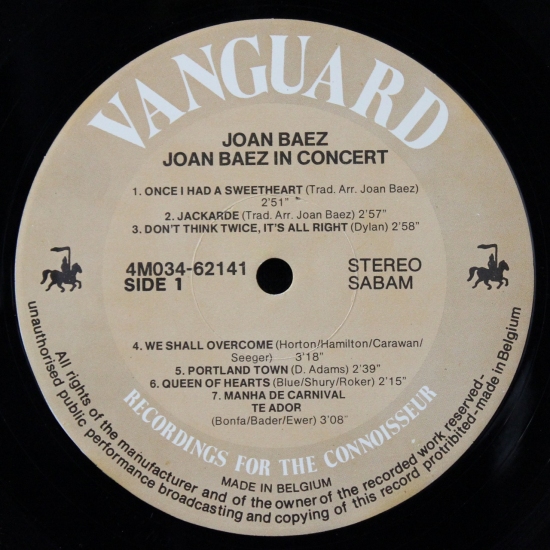 VANGUARD
JOAN BAEZ
JOAN BAEZ IN CONCERT
1. ONCE I HAD A SWEETHEART (Trad. Arr. Joan Baez)
2'51"
2. JACKARDE (Trad. Arr. Joan Baez) 2'57"
3. DON'T THINK TWICE, IT'S ALL RIGHT (Dylan) 2'58"
4M034-62141
SIDE 1
STEREO
SABAM
4. WE SHALL OVERCOME (Horton/Hamilton/Carawan/
Seeger) 3'18"
5. PORTLAND TOWN (D. Adams) 2'39"
6. QUEEN OF HEARTS (Blue/Shury/Roker) 2'15"
7. MANHA DE CARNIVAL
TE ADOR
(Bonfa/Bader/Ewer) 3'08"
RECORDINGS FOR THE CONNOISSEUR
MADE IN BELGIUM
All rights of the manufacturer and of the owner of the recorded work reserved-
unauthorised public performance broadcasting and copying of this record protribited-made in Belgium